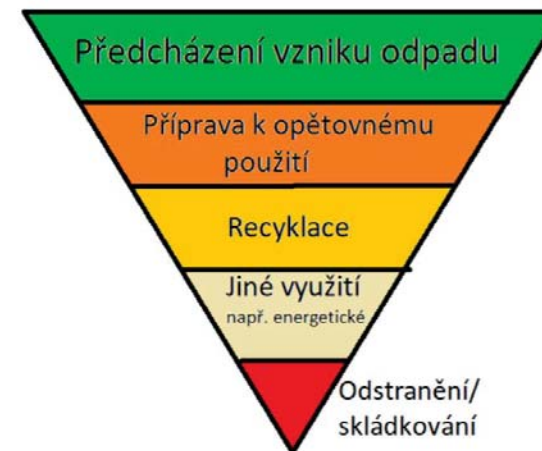 Předcházení vzniku odpadu
Příprava k opětovnému
použití
Recyklace
Jiné využití
např. energetické
Odstranění/
skládkování